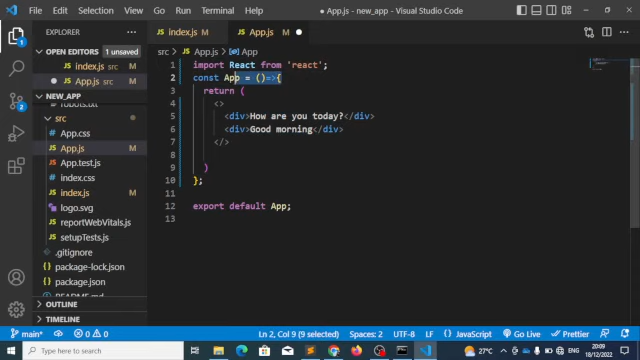 File Edit Selection View Go Run Terminal Help App.js - new_app - Visual Studio Code
EXPLORER
OPEN EDITORS 1 unsaved
index.js src M
App.js src M
NEW_APP
robots.txt
src
App.css
App.js M
App.test.js
index.css
index.js M
logo.svg
reportWebVitals.js
setupTests.js
.gitignore
package-lock.json
package.json
README.md
OUTLINE
TIMELINE
index.js M App.js M
src > App.js > App
1 import React from 'react';
2 const App = ()=>{
3 return (
4 <>
5 <div>How are you today?</div>
6 <div>Good morning</div>
7 </>
8
9 )
10 };
11
12 export default App;
13
main* 0 0 Ln 2, Col 9 (9 selected) Spaces: 2 UTF-8 LF JavaScript Go Live Prettier
Type here to search 27°C ENG 20:09 18/12/2022